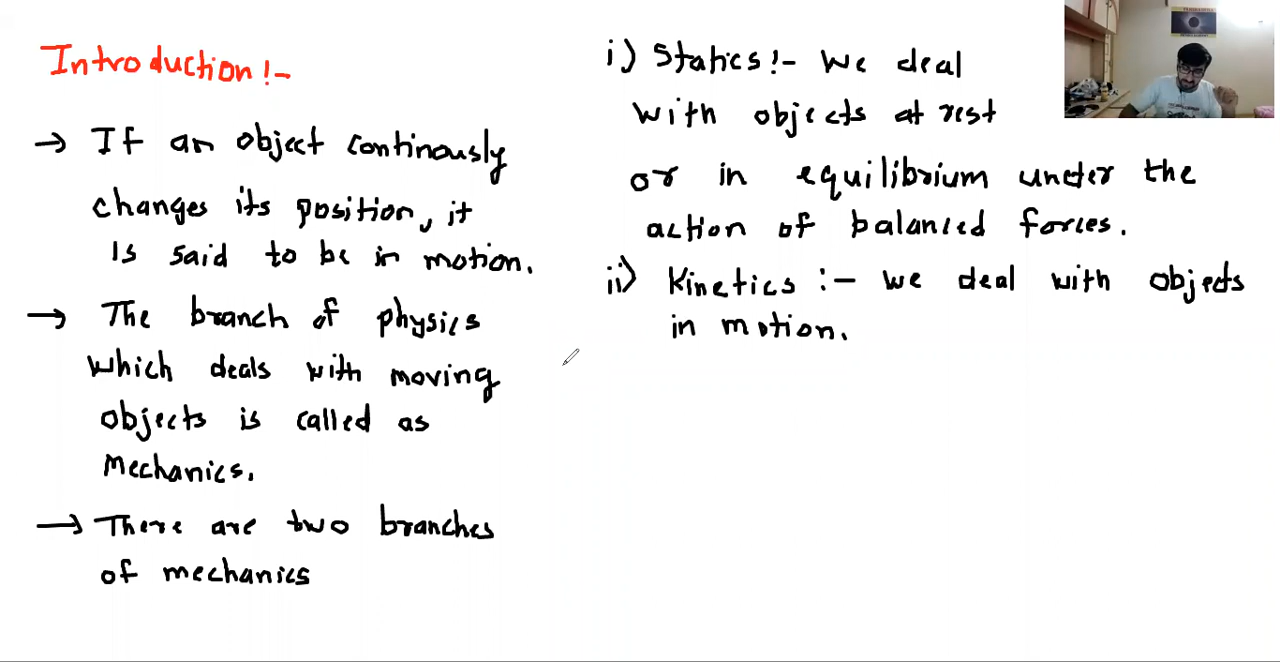 Introduction!-
→ If an object continously
changes its position, it
is said to be in motion.
→ The branch of physics
which deals with moving
objects is called as
mechanics.
→ There are two branches
of mechanics
i) Statics!- We deal
with objects at rest
or in equilibrium under the
action of balanced forces.
ii) Kinetics :- We deal with objects
in motion.